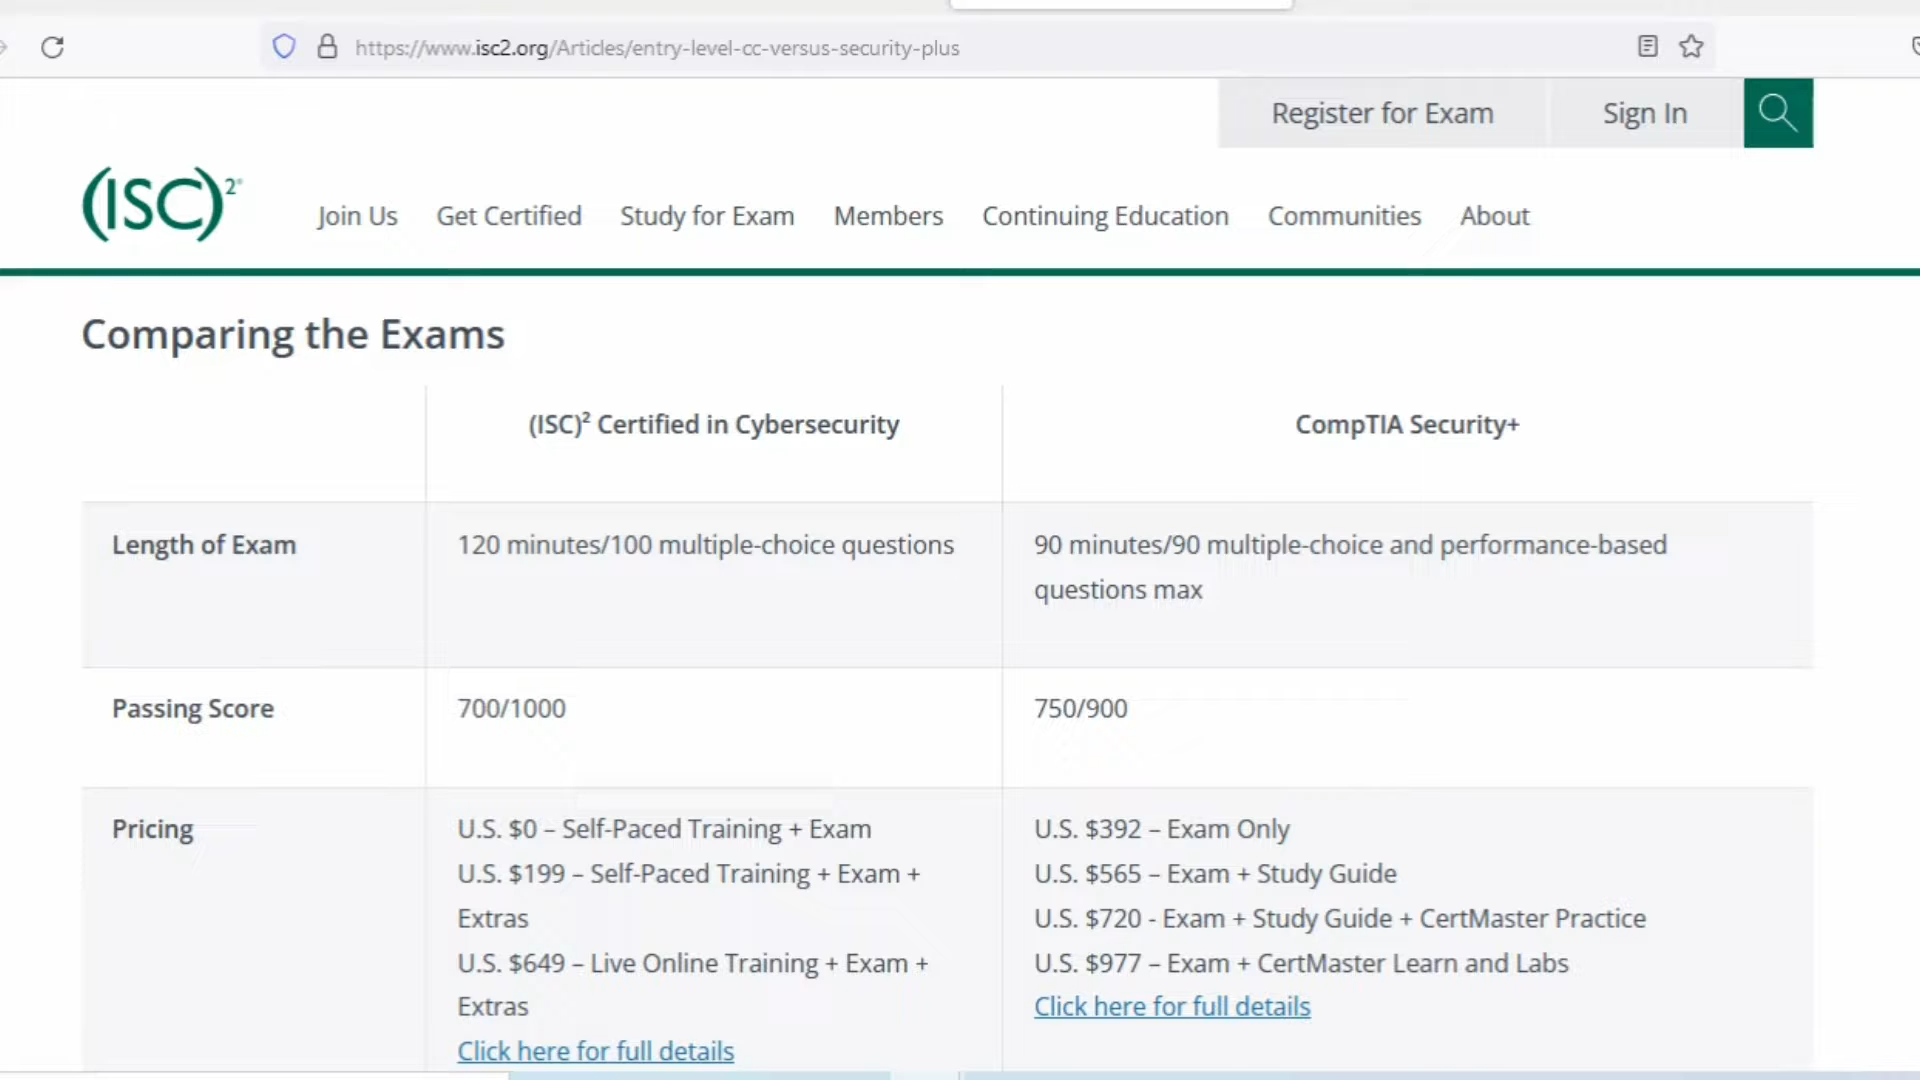 https://www.isc2.org/Articles/entry-level-cc-versus-security-plus
Register for Exam
Sign In
(ISC)²®
Join Us
Get Certified
Study for Exam
Members
Continuing Education
Communities
About
Comparing the Exams
(ISC)² Certified in Cybersecurity
CompTIA Security+
Length of Exam
120 minutes/100 multiple-choice questions
90 minutes/90 multiple-choice and performance-based
questions max
Passing Score
700/1000
750/900
Pricing
U.S. $0 – Self-Paced Training + Exam
U.S. $199 – Self-Paced Training + Exam +
Extras
U.S. $649 – Live Online Training + Exam +
Extras
Click here for full details
U.S. $392 – Exam Only
U.S. $565 – Exam + Study Guide
U.S. $720 - Exam + Study Guide + CertMaster Practice
U.S. $977 – Exam + CertMaster Learn and Labs
Click here for full details